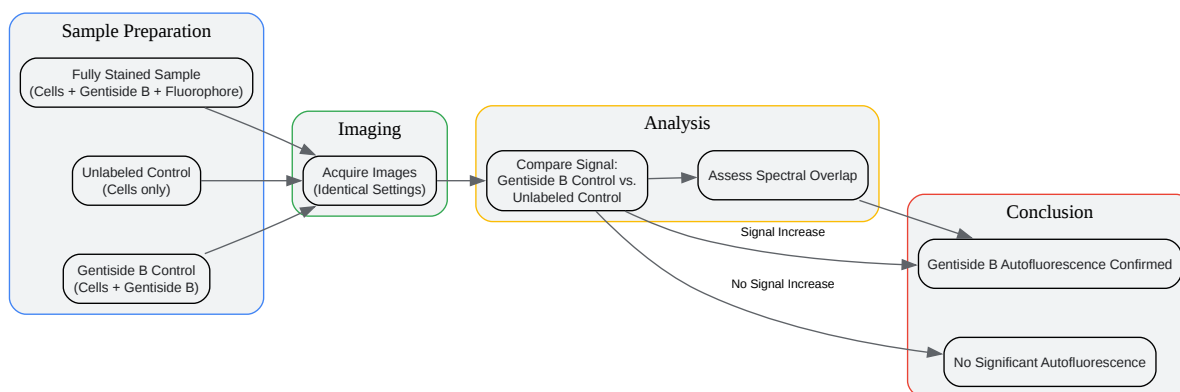 Sample Preparation
Fully Stained Sample
(Cells + Gentiside B + Fluorophore)
Unlabeled Control
(Cells only)
Gentiside B Control
(Cells + Gentiside B)
Imaging
Acquire Images
(Identical Settings)
Analysis
Compare Signal:
Gentiside B Control vs.
Unlabeled Control
Assess Spectral Overlap
Signal Increase
No Signal Increase
Conclusion
Gentiside B Autofluorescence Confirmed
No Significant Autofluorescence